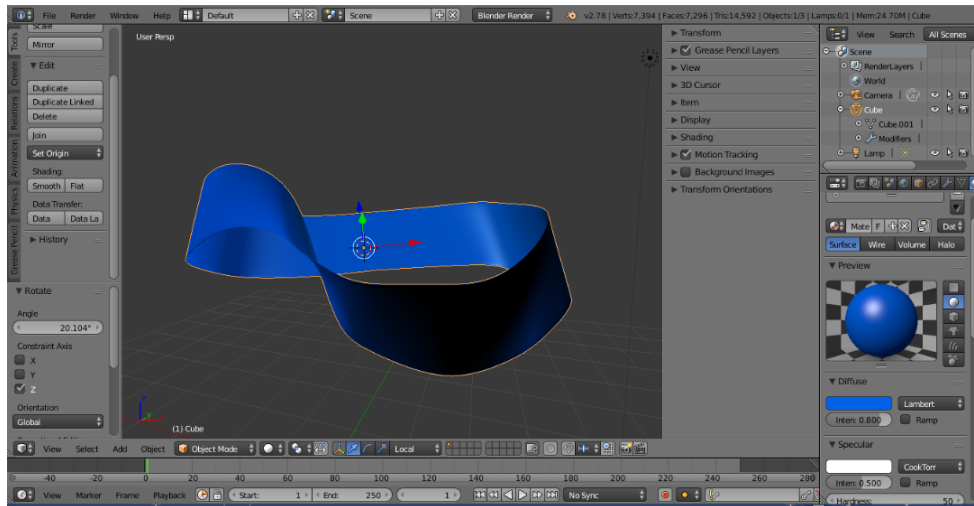 File Render Window Help Default Scene Blender Render v2.78 | Verts:7,394 | Faces:7,296 | Tris:14,592 | Objects:1/3 | Lamps:0/1 | Mem:24.70M | Cube
Tools
Create
Relations
Animation
Physics
Grease Pencil
Scale
Mirror
Edit
Duplicate
Duplicate Linked
Delete
Join
Set Origin
Shading:
Smooth Flat
Data Transfer:
Data Data La
History
Rotate
Angle
20.104°
Constraint Axis
X
Y
Z
Orientation
Global
User Persp
(1) Cube
Transform
Grease Pencil Layers
View
3D Cursor
Item
Display
Shading
Motion Tracking
Background Images
Transform Orientations
View Search All Scenes
Scene
RenderLayers
World
Camera
Cube
Cube.001
Modifiers
Lamp
Mate F Dat
Surface Wire Volume Halo
Preview
Diffuse
Lambert
Inten: 0.800 Ramp
Specular
CookTorr
Inten: 0.500 Ramp
Hardness: 50
View Select Add Object Object Mode Local
-40 -20 0 20 40 60 80 100 120 140 160 180 200 220 240 260 280
View Marker Frame Playback Start: 1 End: 250 1 No Sync